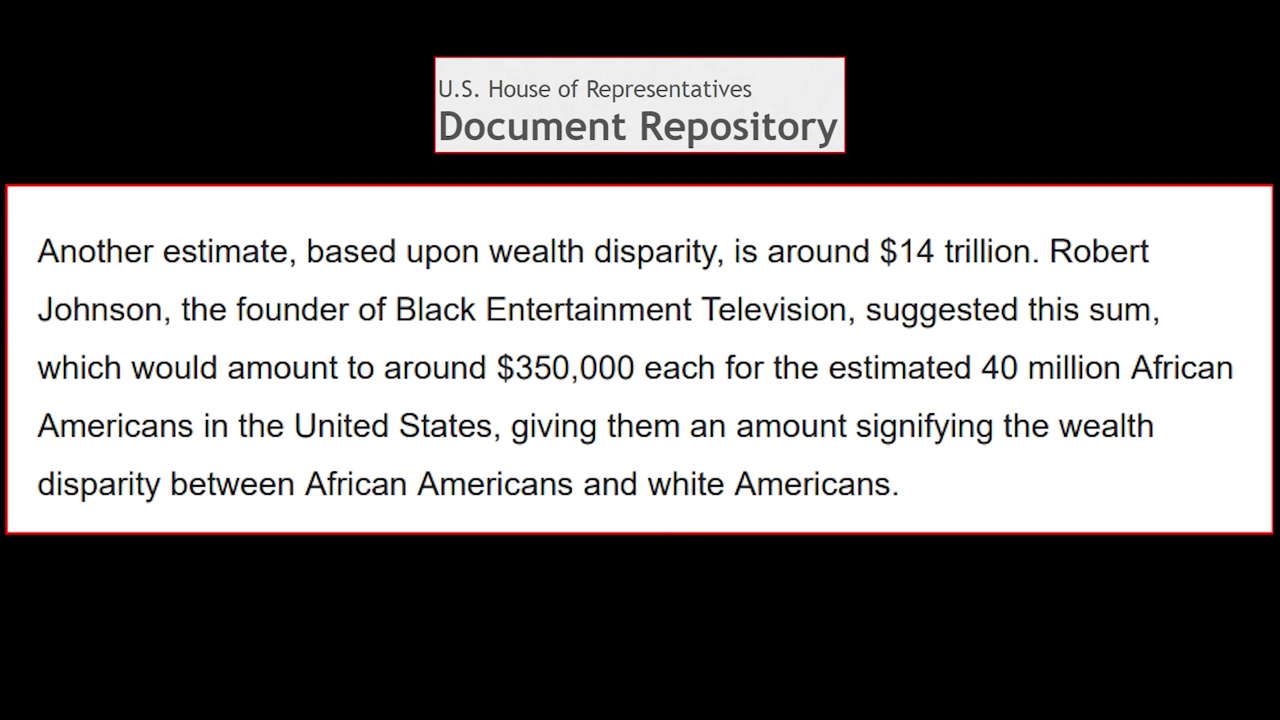 U.S. House of Representatives
Document Repository
Another estimate, based upon wealth disparity, is around $14 trillion. Robert
Johnson, the founder of Black Entertainment Television, suggested this sum,
which would amount to around $350,000 each for the estimated 40 million African
Americans in the United States, giving them an amount signifying the wealth
disparity between African Americans and white Americans.